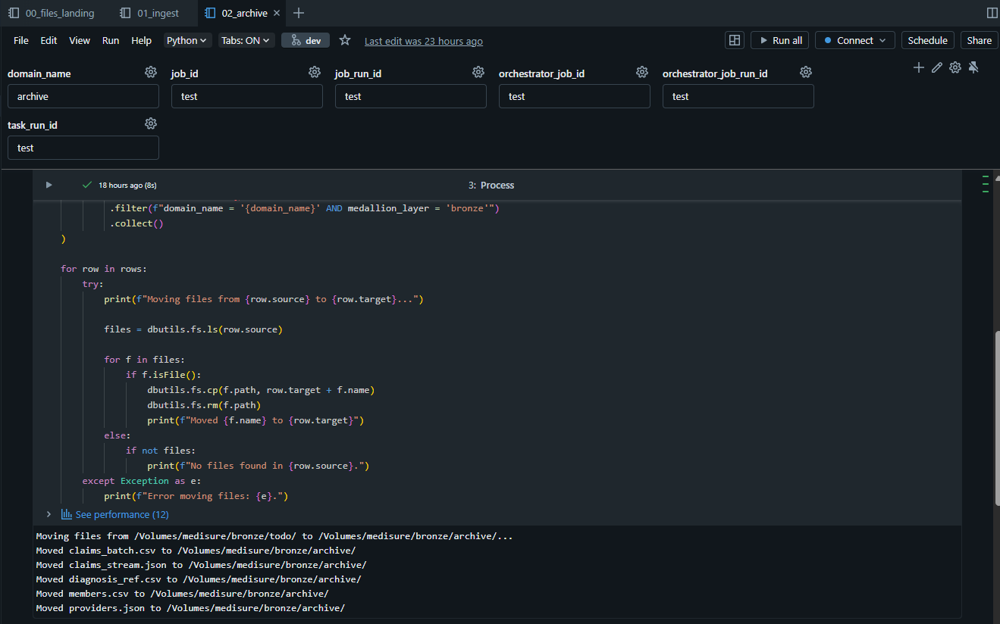 00_files_landing 01_ingest 02_archive
File Edit View Run Help Python Tabs: ON dev Last edit was 23 hours ago Run all Connect Schedule Share
domain_name job_id job_run_id orchestrator_job_id orchestrator_job_run_id
archive test test test test
task_run_id
test
18 hours ago (8s) 3: Process
.filter(f"domain_name = '{domain_name}' AND medallion_layer = 'bronze'")
.collect()
)
for row in rows:
try:
print(f"Moving files from {row.source} to {row.target}...")
files = dbutils.fs.ls(row.source)
for f in files:
if f.isFile():
dbutils.fs.cp(f.path, row.target + f.name)
dbutils.fs.rm(f.path)
print(f"Moved {f.name} to {row.target}")
else:
if not files:
print(f"No files found in {row.source}.")
except Exception as e:
print(f"Error moving files: {e}.")
See performance (12)
Moving files from /Volumes/medisure/bronze/todo/ to /Volumes/medisure/bronze/archive/...
Moved claims_batch.csv to /Volumes/medisure/bronze/archive/
Moved claims_stream.json to /Volumes/medisure/bronze/archive/
Moved diagnosis_ref.csv to /Volumes/medisure/bronze/archive/
Moved members.csv to /Volumes/medisure/bronze/archive/
Moved providers.json to /Volumes/medisure/bronze/archive/